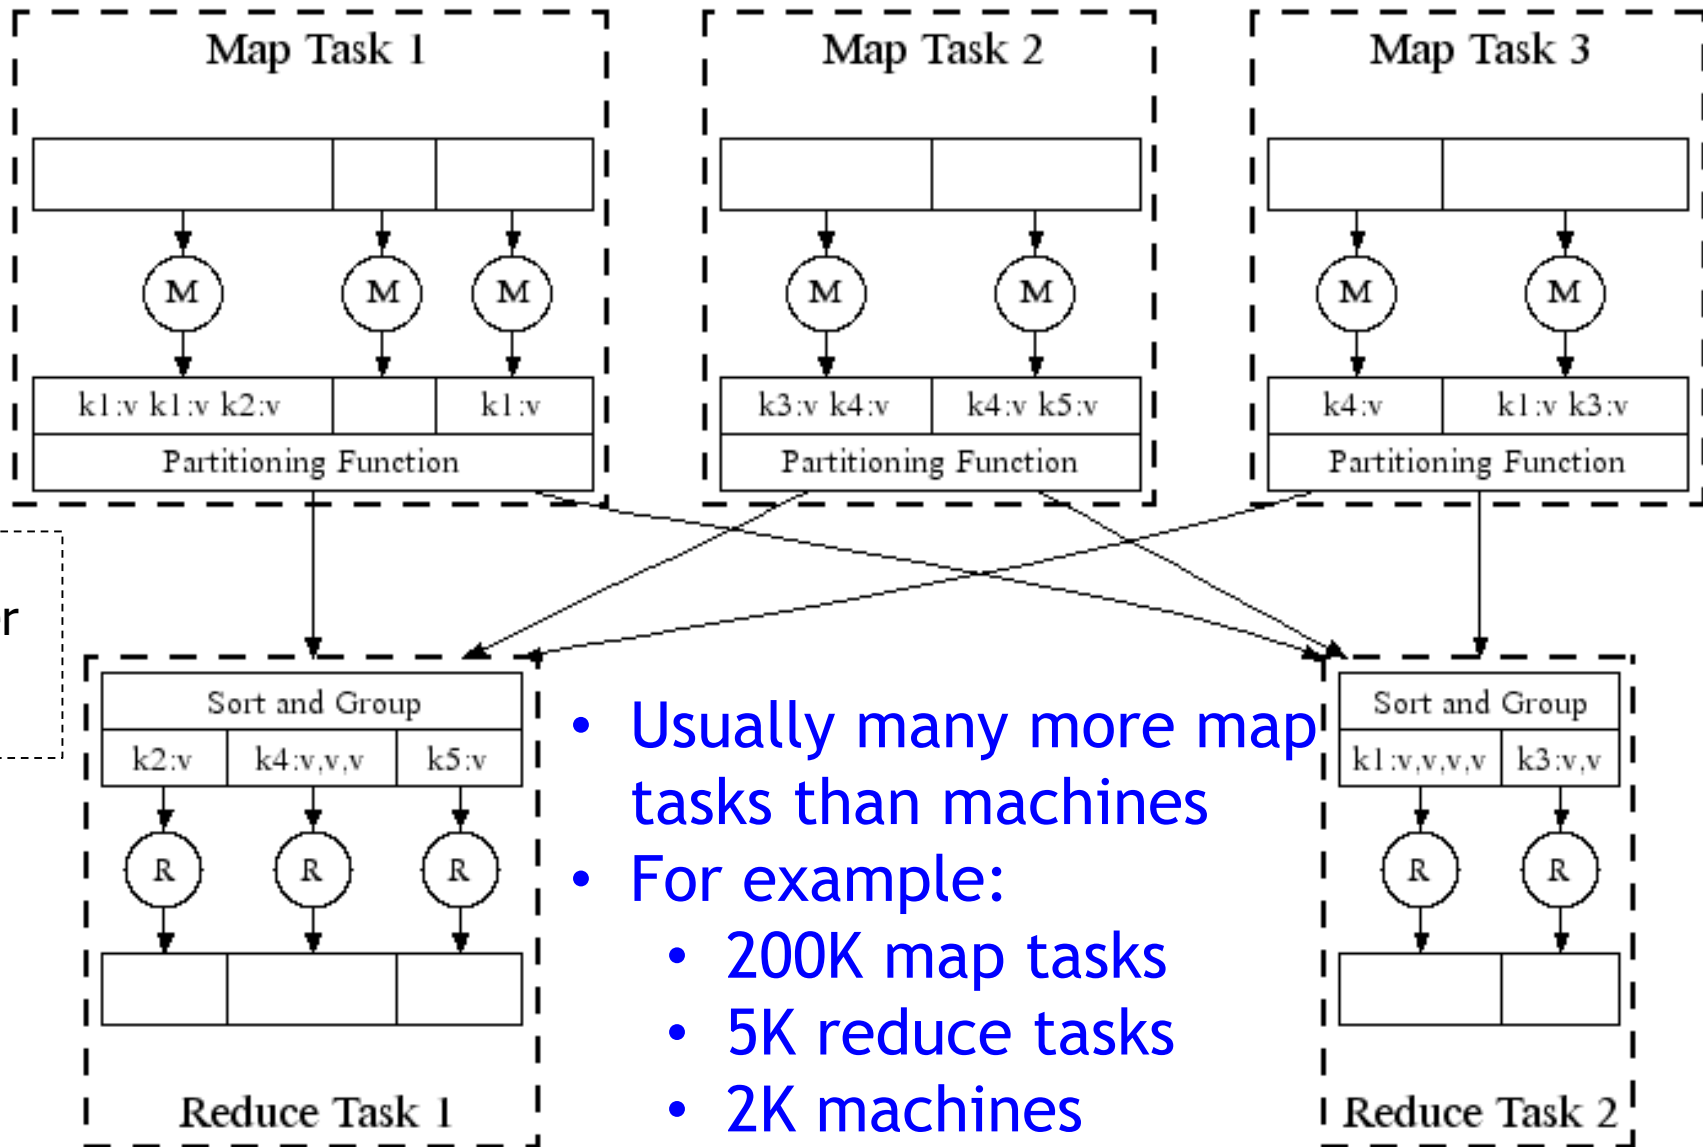 Map Task 1
Map Task 2
Map Task 3
M
M
M
M
M
M
M
k1:v k1:v k2:v
k1:v
k3:v k4:v
k4:v k5:v
k4:v
k1:v k3:v
Partitioning Function
Partitioning Function
Partitioning Function
Sort and Group
k2:v
k4:v,v,v
k5:v
R
R
R
Reduce Task 1
• Usually many more map
tasks than machines
• For example:
• 200K map tasks
• 5K reduce tasks
• 2K machines
Sort and Group
k1:v,v,v,v
k3:v,v
R
R
Reduce Task 2